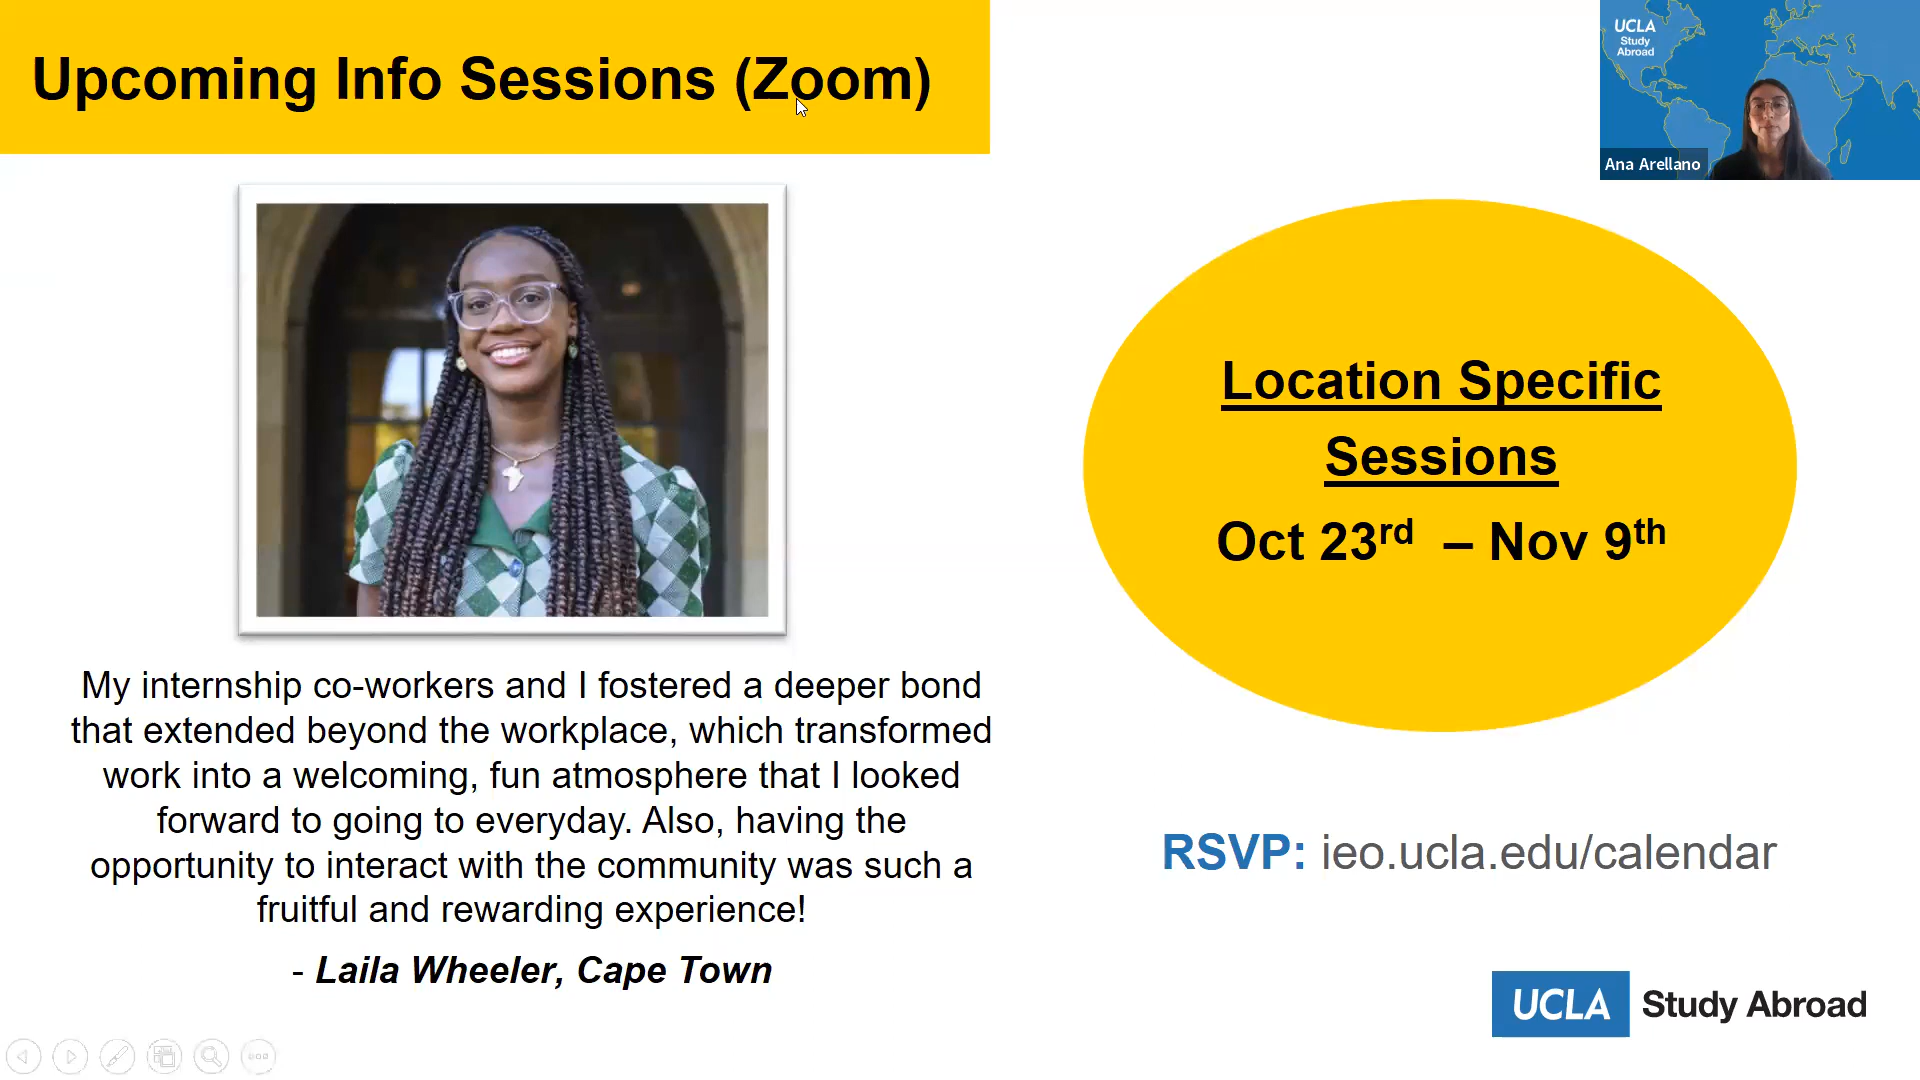 Upcoming Info Sessions (Zoom)
UCLA
Study
Abroad
Ana Arellano
Location Specific
Sessions
Oct 23rd – Nov 9th
My internship co-workers and I fostered a deeper bond
that extended beyond the workplace, which transformed
work into a welcoming, fun atmosphere that I looked
forward to going to everyday. Also, having the
opportunity to interact with the community was such a
fruitful and rewarding experience!
- Laila Wheeler, Cape Town
RSVP: ieo.ucla.edu/calendar
UCLA Study Abroad